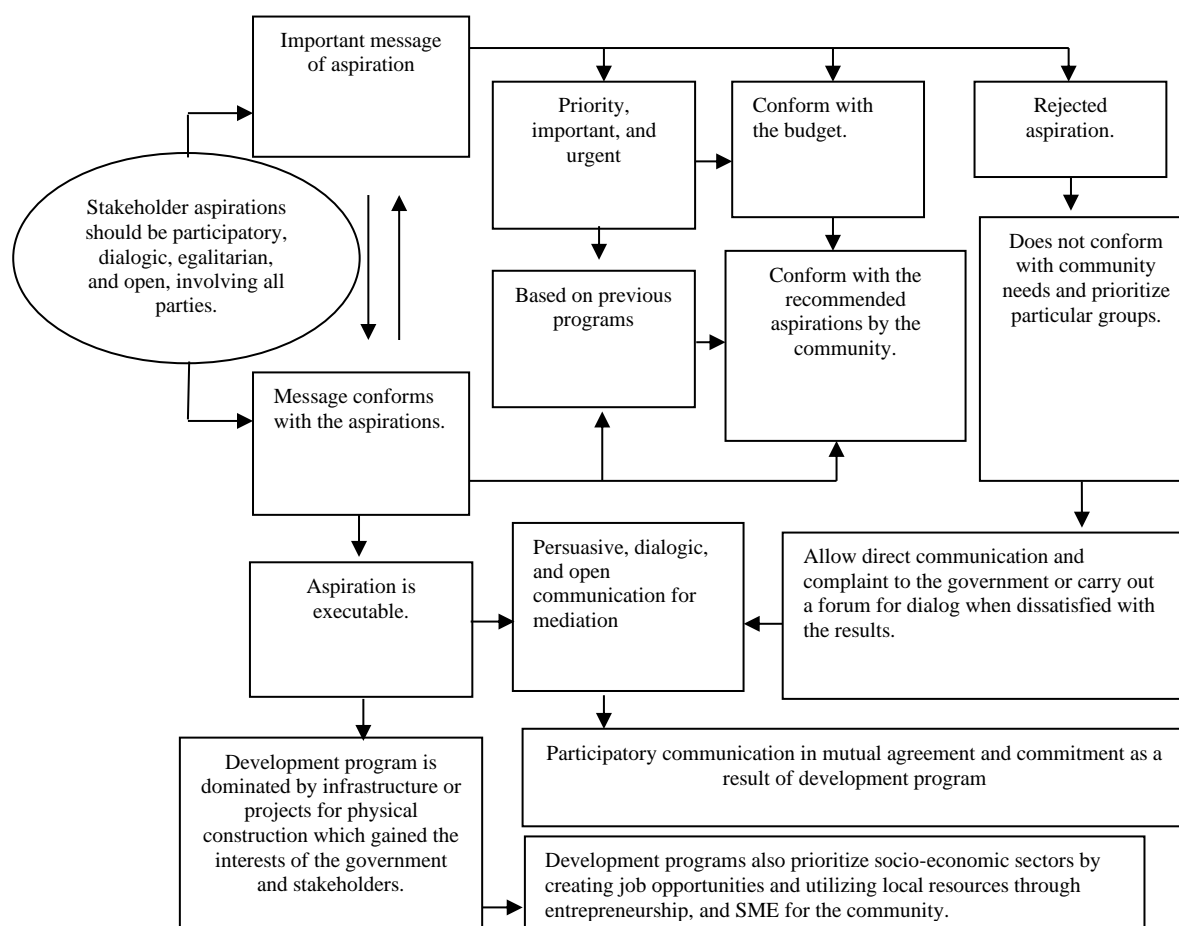 Important message
of aspiration
Priority,
important, and
urgent
Conform with
the budget.
Rejected
aspiration.
Stakeholder aspirations
should be participatory,
dialogic, egalitarian,
and open, involving all
parties.
Does not conform
with community
needs and prioritize
particular groups.
Based on previous
programs
Conform with the
recommended
aspirations by the
community.
Message conforms
with the aspirations.
Aspiration is
executable.
Persuasive, dialogic,
and open
communication for
mediation
Allow direct communication and
complaint to the government or carry out
a forum for dialog when dissatisfied with
the results.
Development program is
dominated by infrastructure or
projects for physical
construction which gained the
interests of the government
and stakeholders.
Participatory communication in mutual agreement and commitment as a
result of development program
Development programs also prioritize socio-economic sectors by
creating job opportunities and utilizing local resources through
entrepreneurship, and SME for the community.